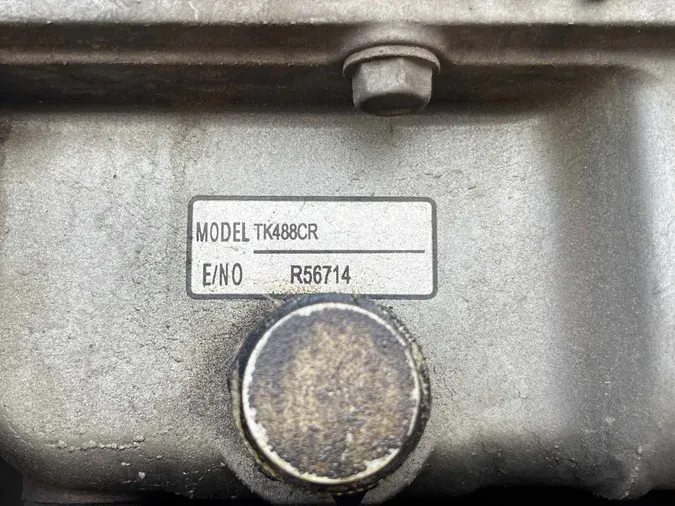 MODEL TK488CR
E/NO R56714